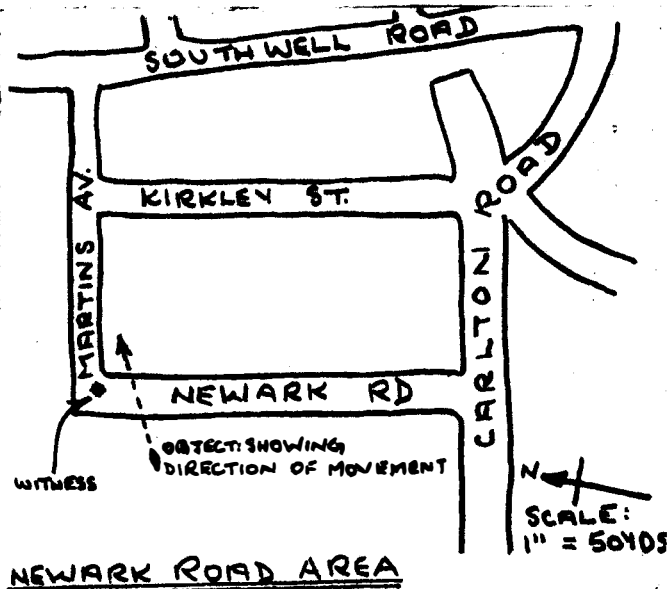 SOUTHWELL ROAD
MARTINS AV.
KIRKLEY ST.
CARLTON ROAD
NEWARK RD
WITNESS
OBJECT: SHOWING
DIRECTION OF MOVEMENT
N
SCALE:
1" = 50YDS
NEWARK ROAD AREA